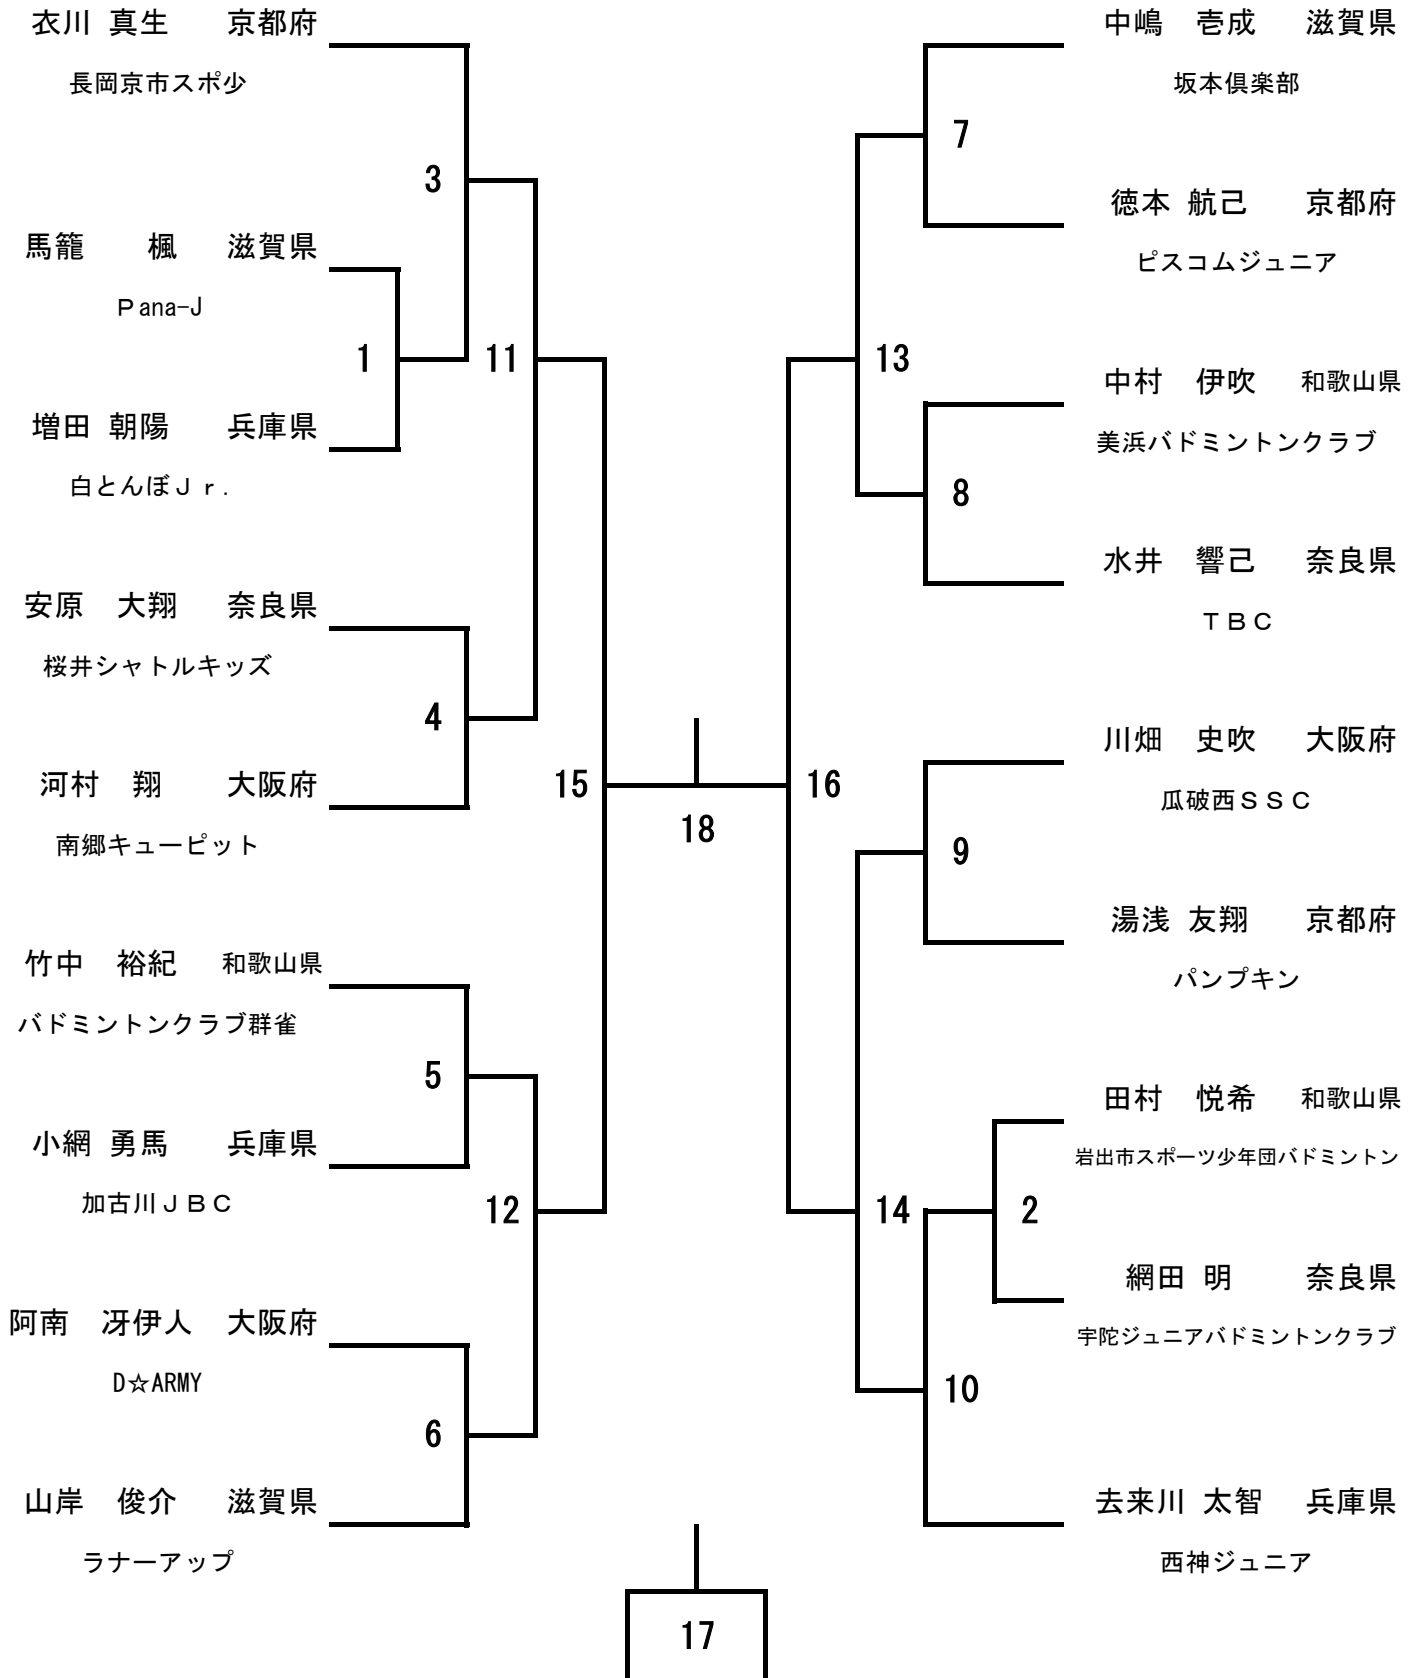 衣川 真生 京都府
長岡京市スポ少
3
馬籠 楓 滋賀県
Pana-J
1
11
増田 朝陽 兵庫県
白とんぼJr.
安原 大翔 奈良県
桜井シャトルキッズ
4
河村 翔 大阪府
南郷キューピット
15
竹中 裕紀 和歌山県
バドミントンクラブ群雀
5
小網 勇馬 兵庫県
加古川JBC
12
阿南 冴伊人 大阪府
D☆ARMY
6
山岸 俊介 滋賀県
ラナーアップ
18
17
中嶋 壱成 滋賀県
坂本倶楽部
7
徳本 航己 京都府
ピスコムジュニア
13
中村 伊吹 和歌山県
美浜バドミントンクラブ
8
水井 響己 奈良県
TBC
16
川畑 史吹 大阪府
瓜破西SSC
9
湯浅 友翔 京都府
パンプキン
田村 悦希 和歌山県
岩出市スポーツ少年団バドミントン
14
2
網田 明 奈良県
宇陀ジュニアバドミントンクラブ
10
去来川 太智 兵庫県
西神ジュニア